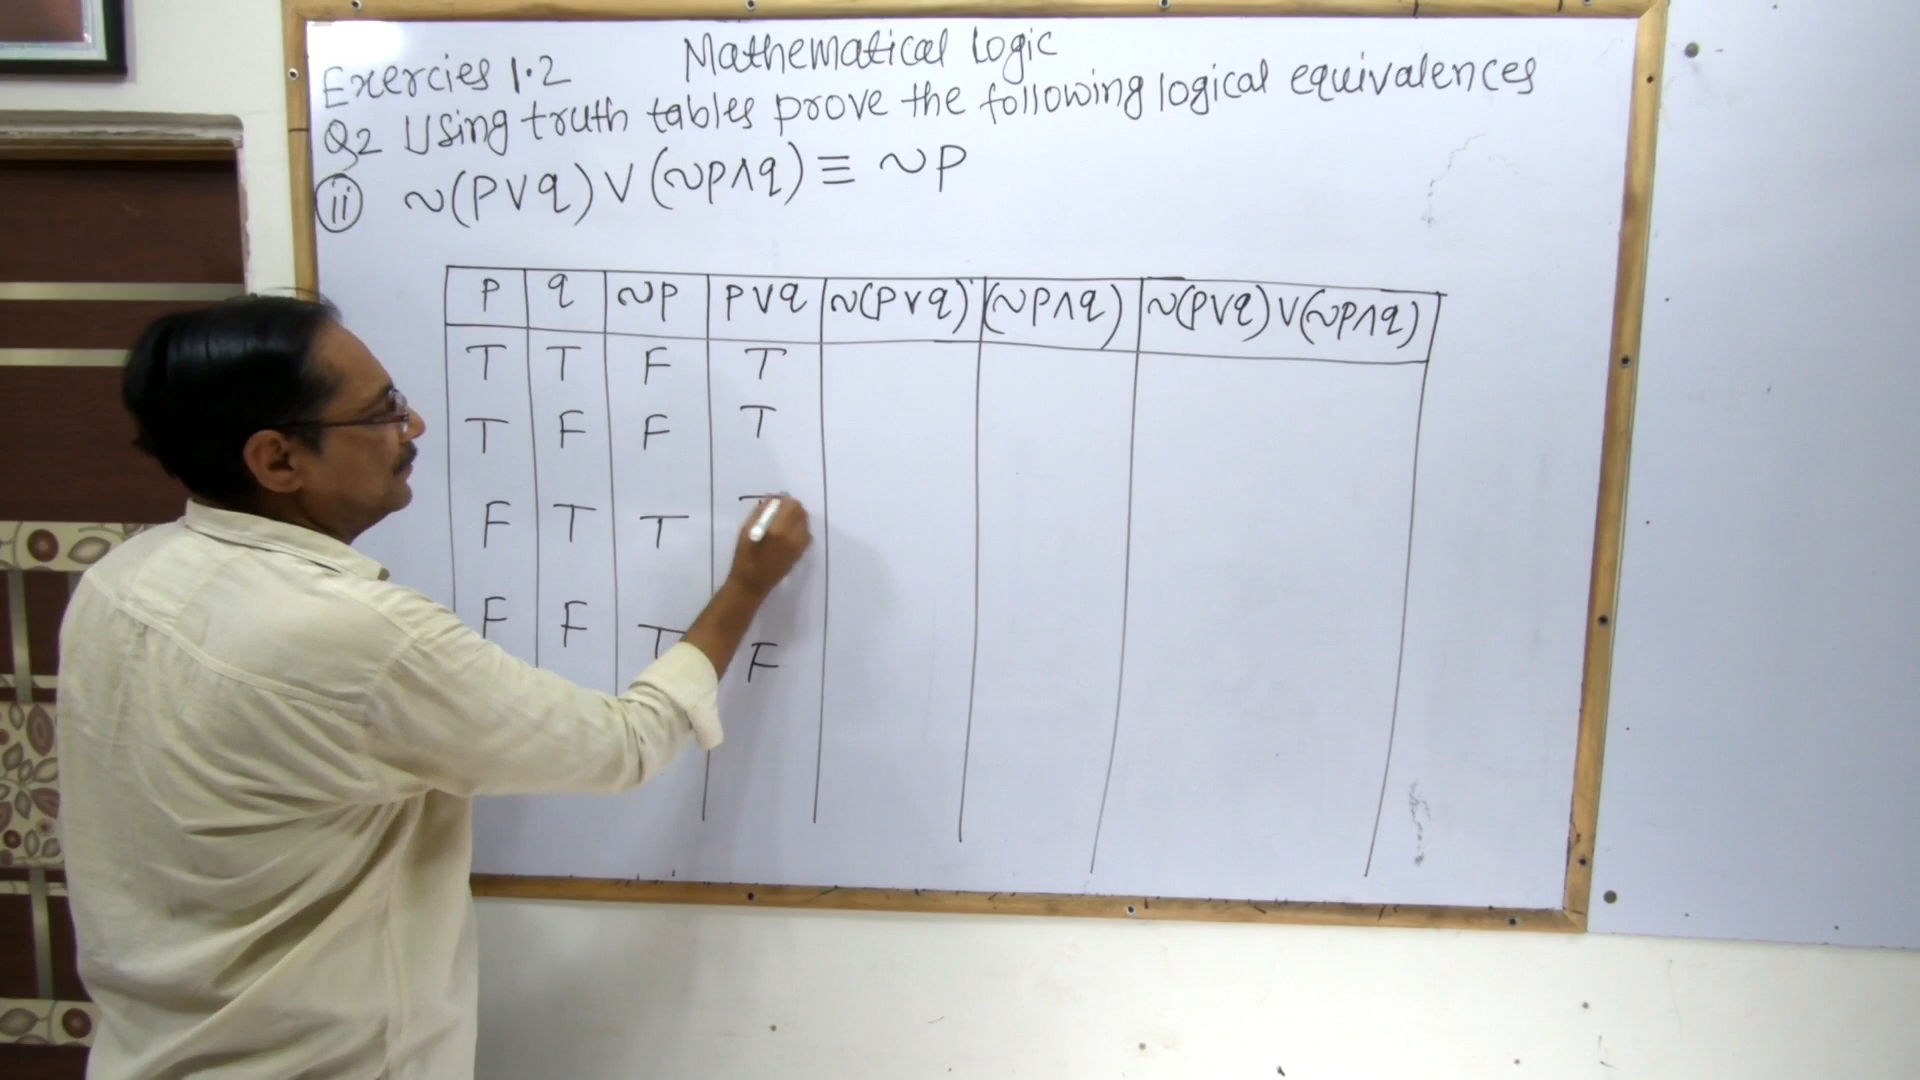 Mathematical Logic
Exercies 1.2
Q2 Using truth tables prove the following logical equivalences
ii ~(p∨q)∨(~p∧q)≡ ~p
p q ~p p∨q ~(p∨q) (~p∧q) ~(p∨q)∨(~p∧q)
T T F T
T F F T
F T T T
F F T F